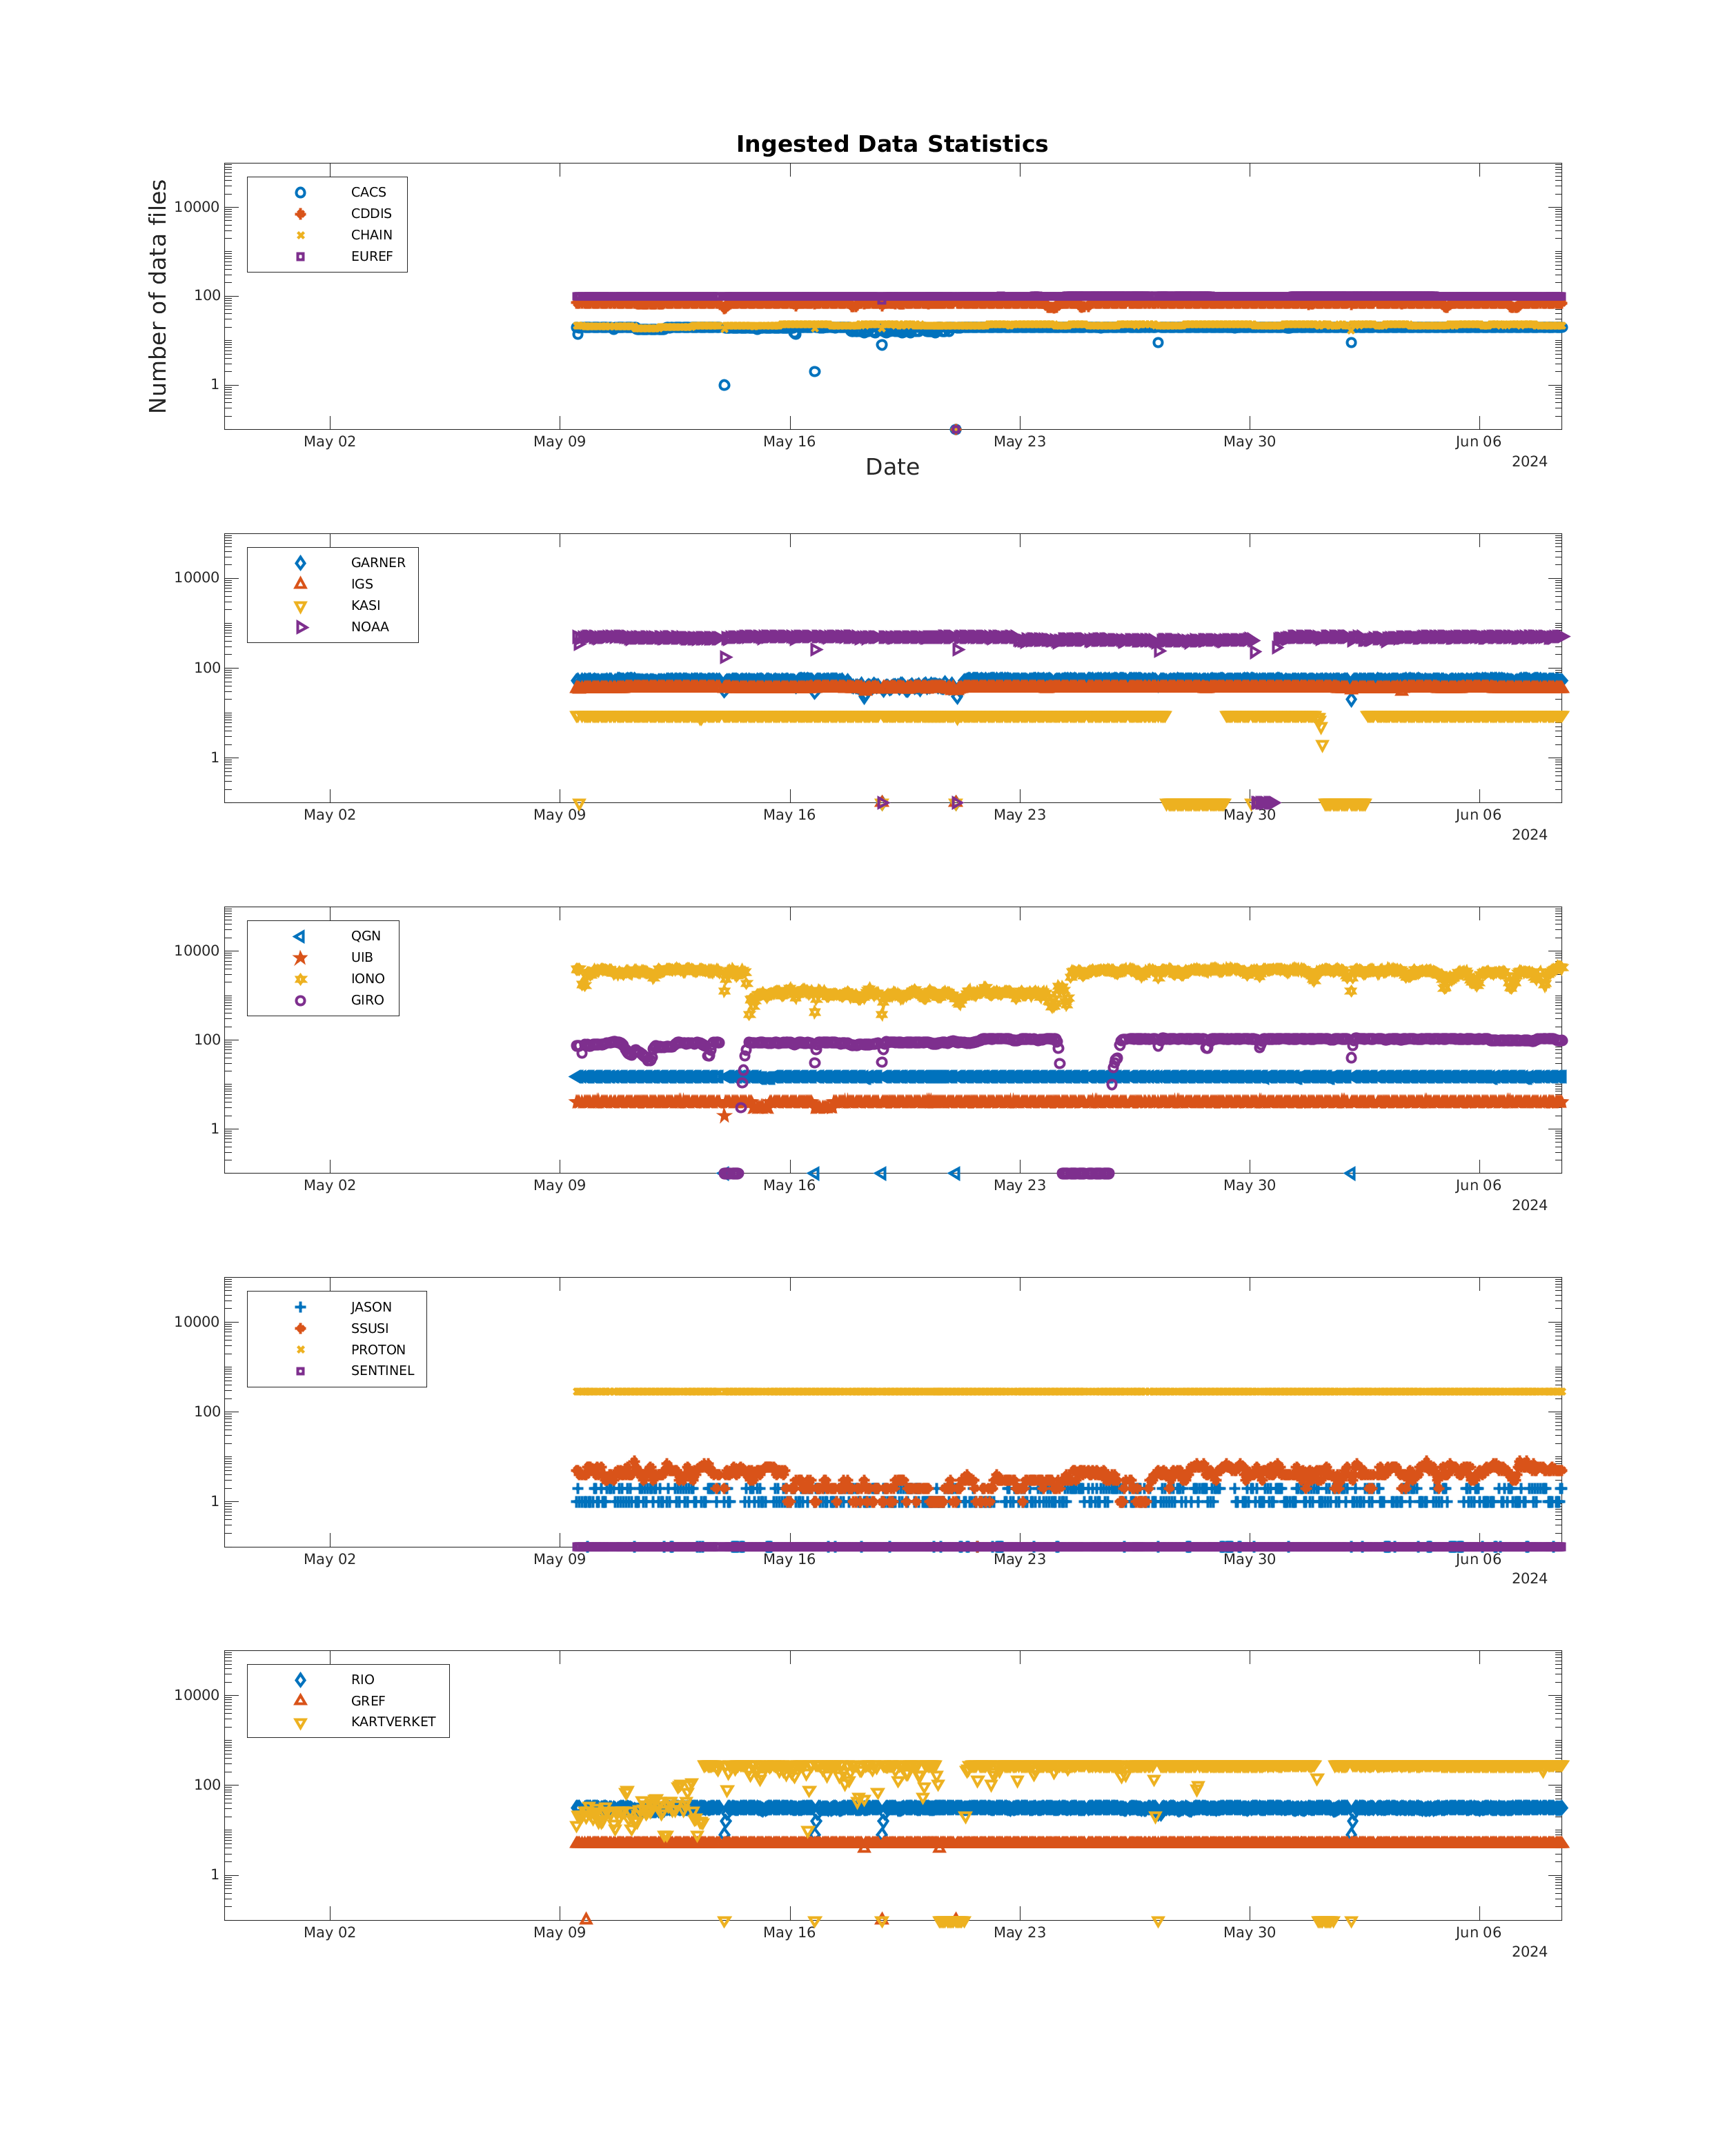 Ingested Data Statistics
Number of data files
10000
100
1
CACS
CDDIS
CHAIN
EUREF
May 02 May 09 May 16 May 23 May 30 Jun 06
2024
Date
10000
100
1
GARNER
IGS
KASI
NOAA
May 02 May 09 May 16 May 23 May 30 Jun 06
2024
10000
100
1
QGN
UIB
IONO
GIRO
May 02 May 09 May 16 May 23 May 30 Jun 06
2024
10000
100
1
JASON
SSUSI
PROTON
SENTINEL
May 02 May 09 May 16 May 23 May 30 Jun 06
2024
10000
100
1
RIO
GREF
KARTVERKET
May 02 May 09 May 16 May 23 May 30 Jun 06
2024